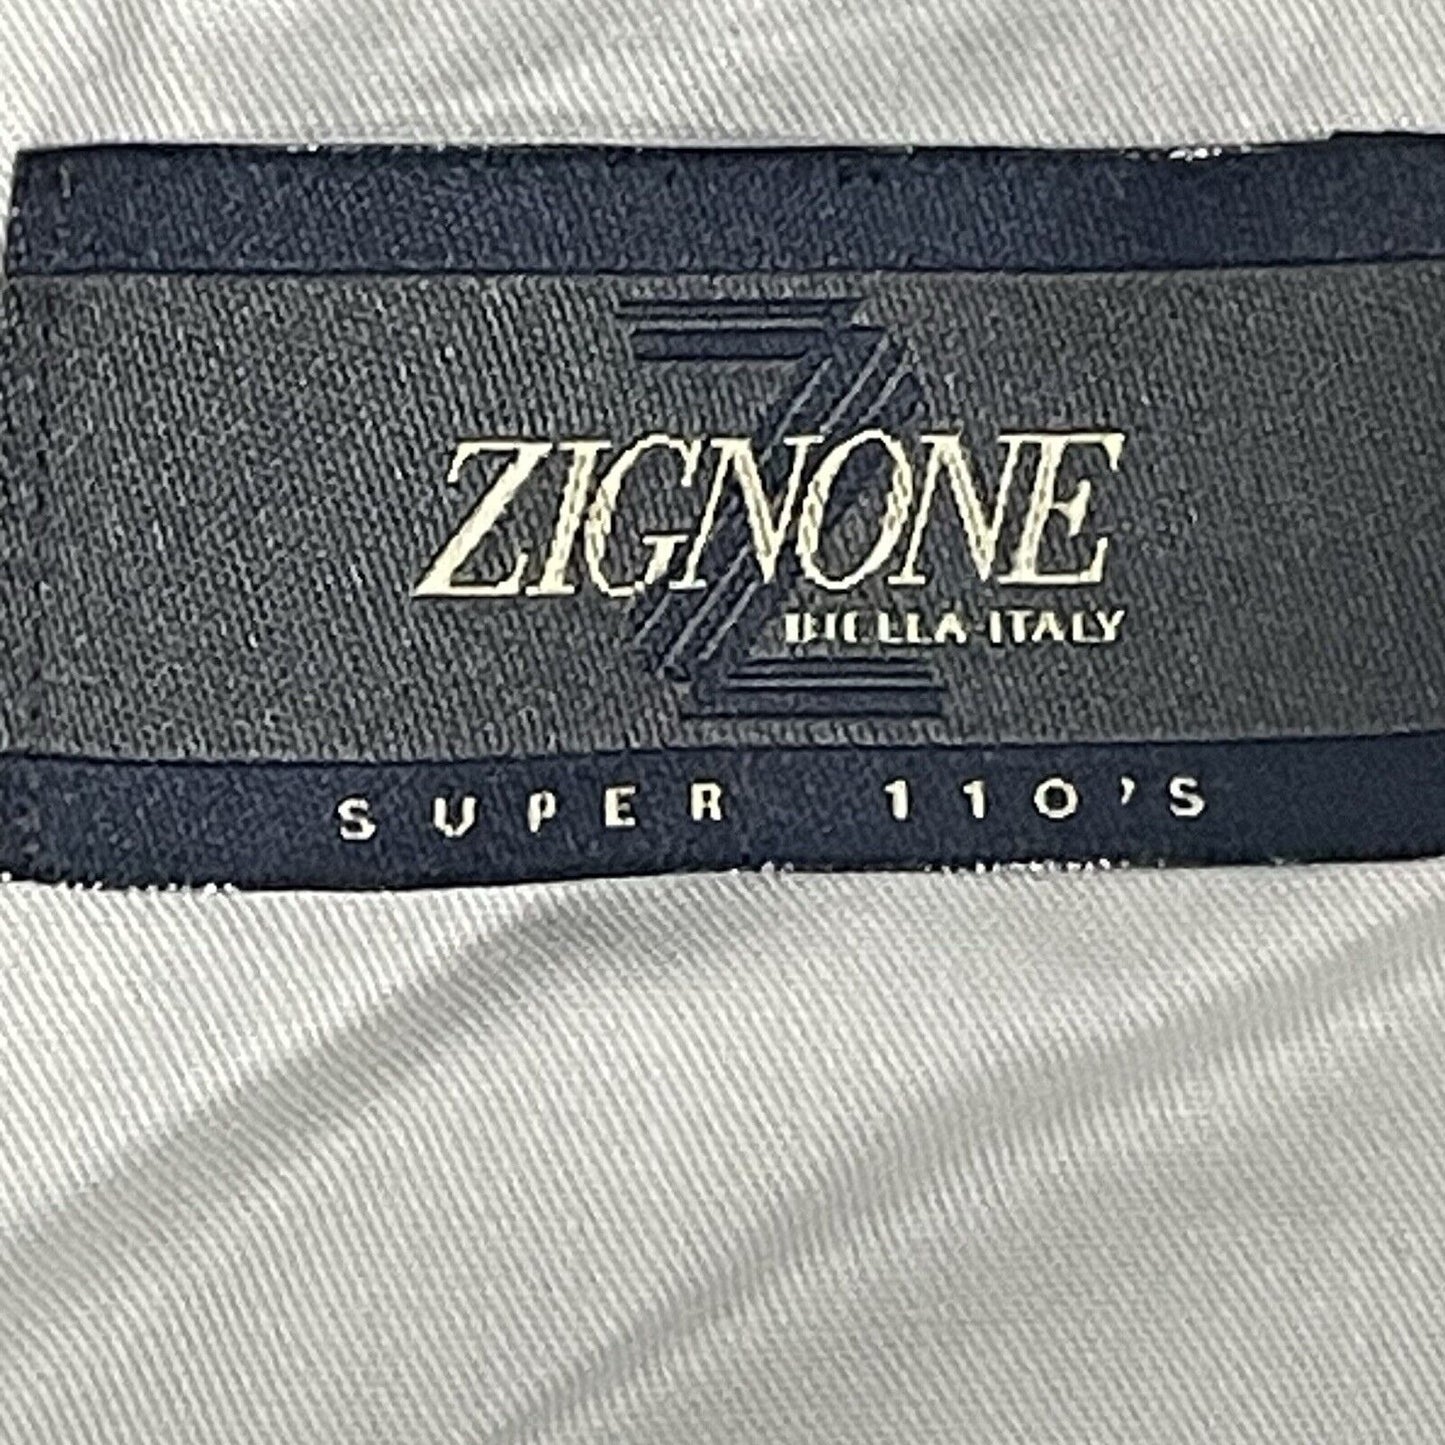 ZIGNONE
BIELLA-ITALY
SUPER 110'S